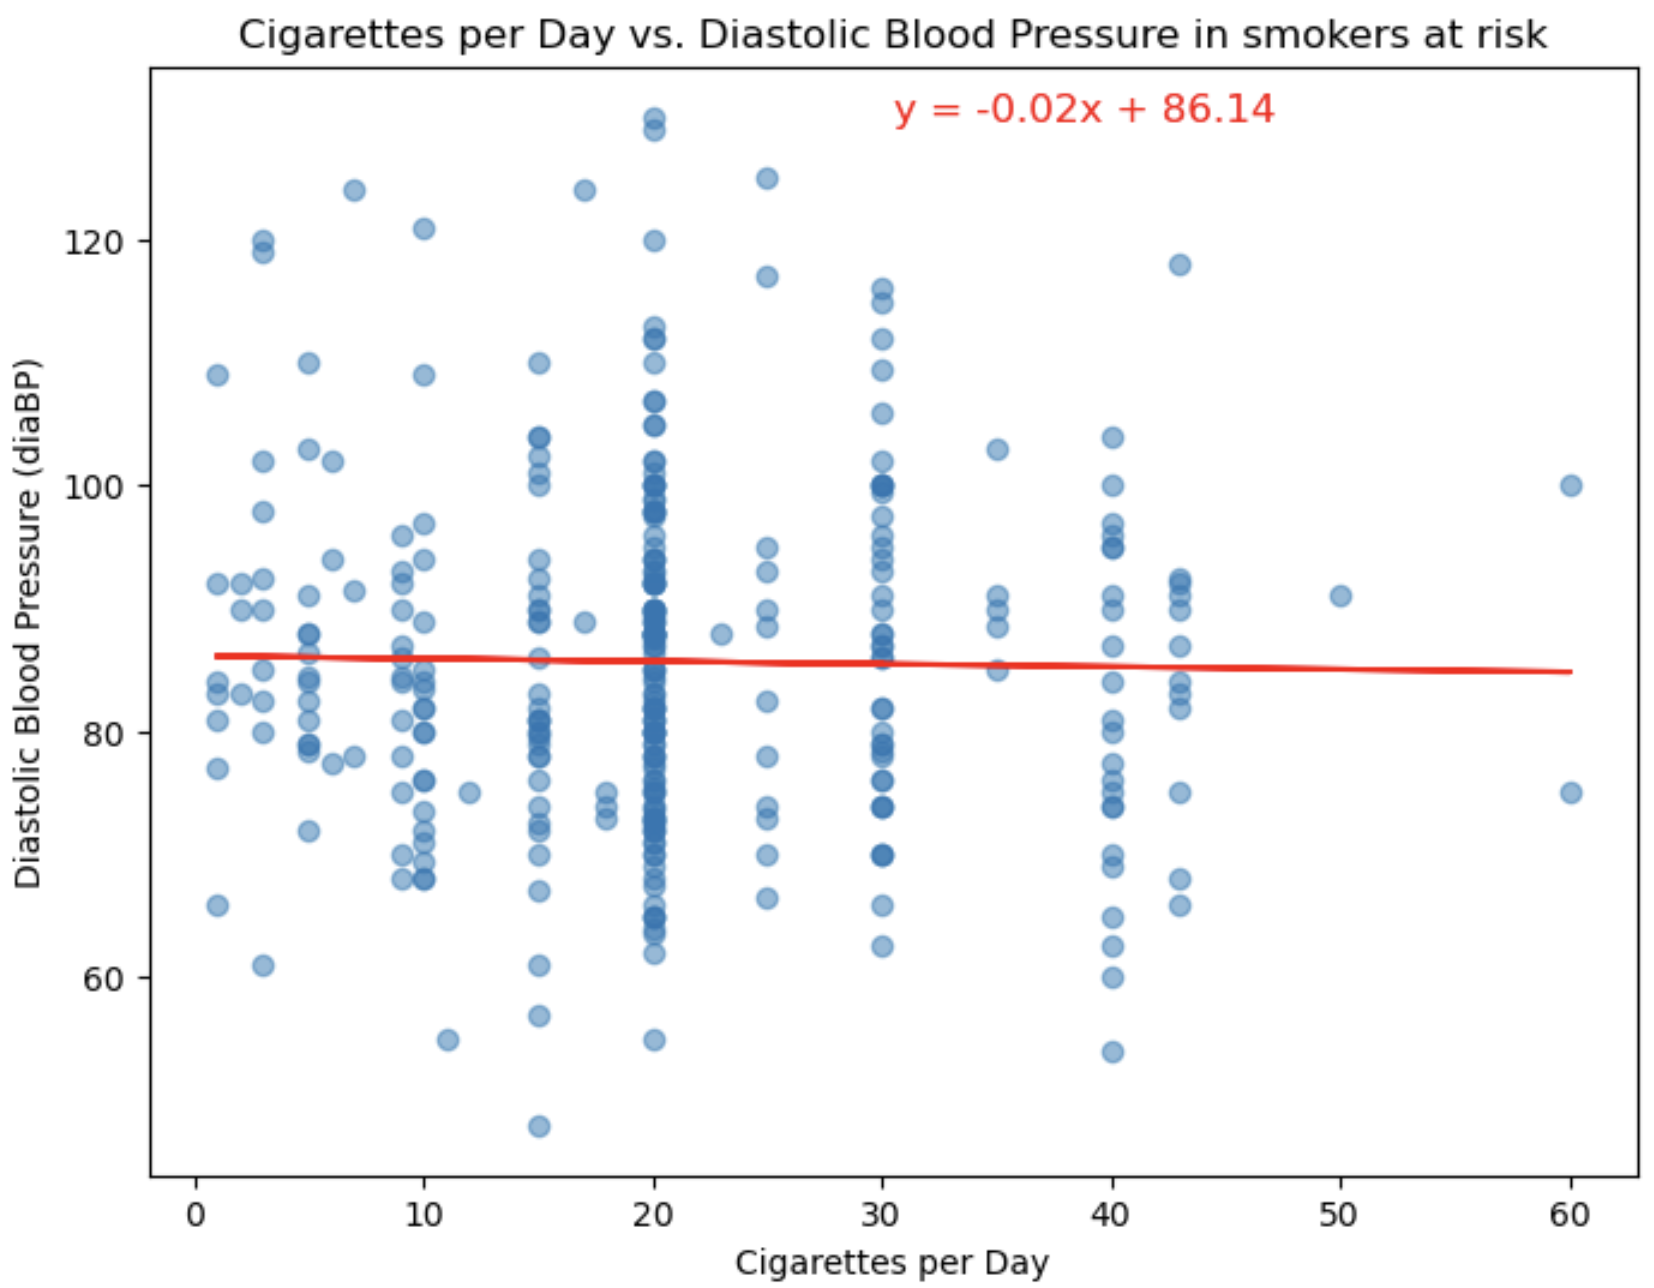 Cigarettes per Day vs. Diastolic Blood Pressure in smokers at risk
y = -0.02x + 86.14
Diastolic Blood Pressure (diaBP)
120
100
80
60
0 10 20 30 40 50 60
Cigarettes per Day